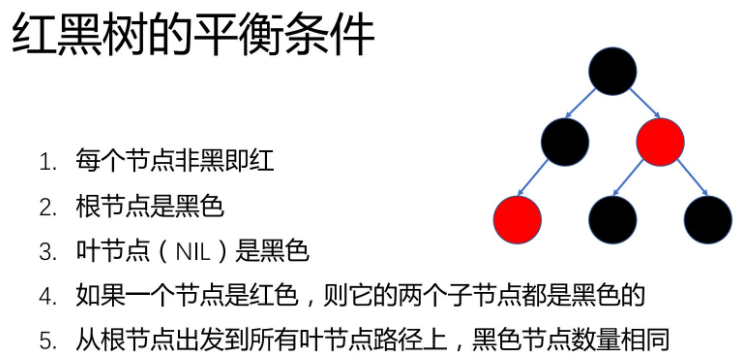 红黑树的平衡条件
1. 每个节点非黑即红
2. 根节点是黑色
3. 叶节点（NIL）是黑色
4. 如果一个节点是红色，则它的两个子节点都是黑色的
5. 从根节点出发到所有叶节点路径上，黑色节点数量相同